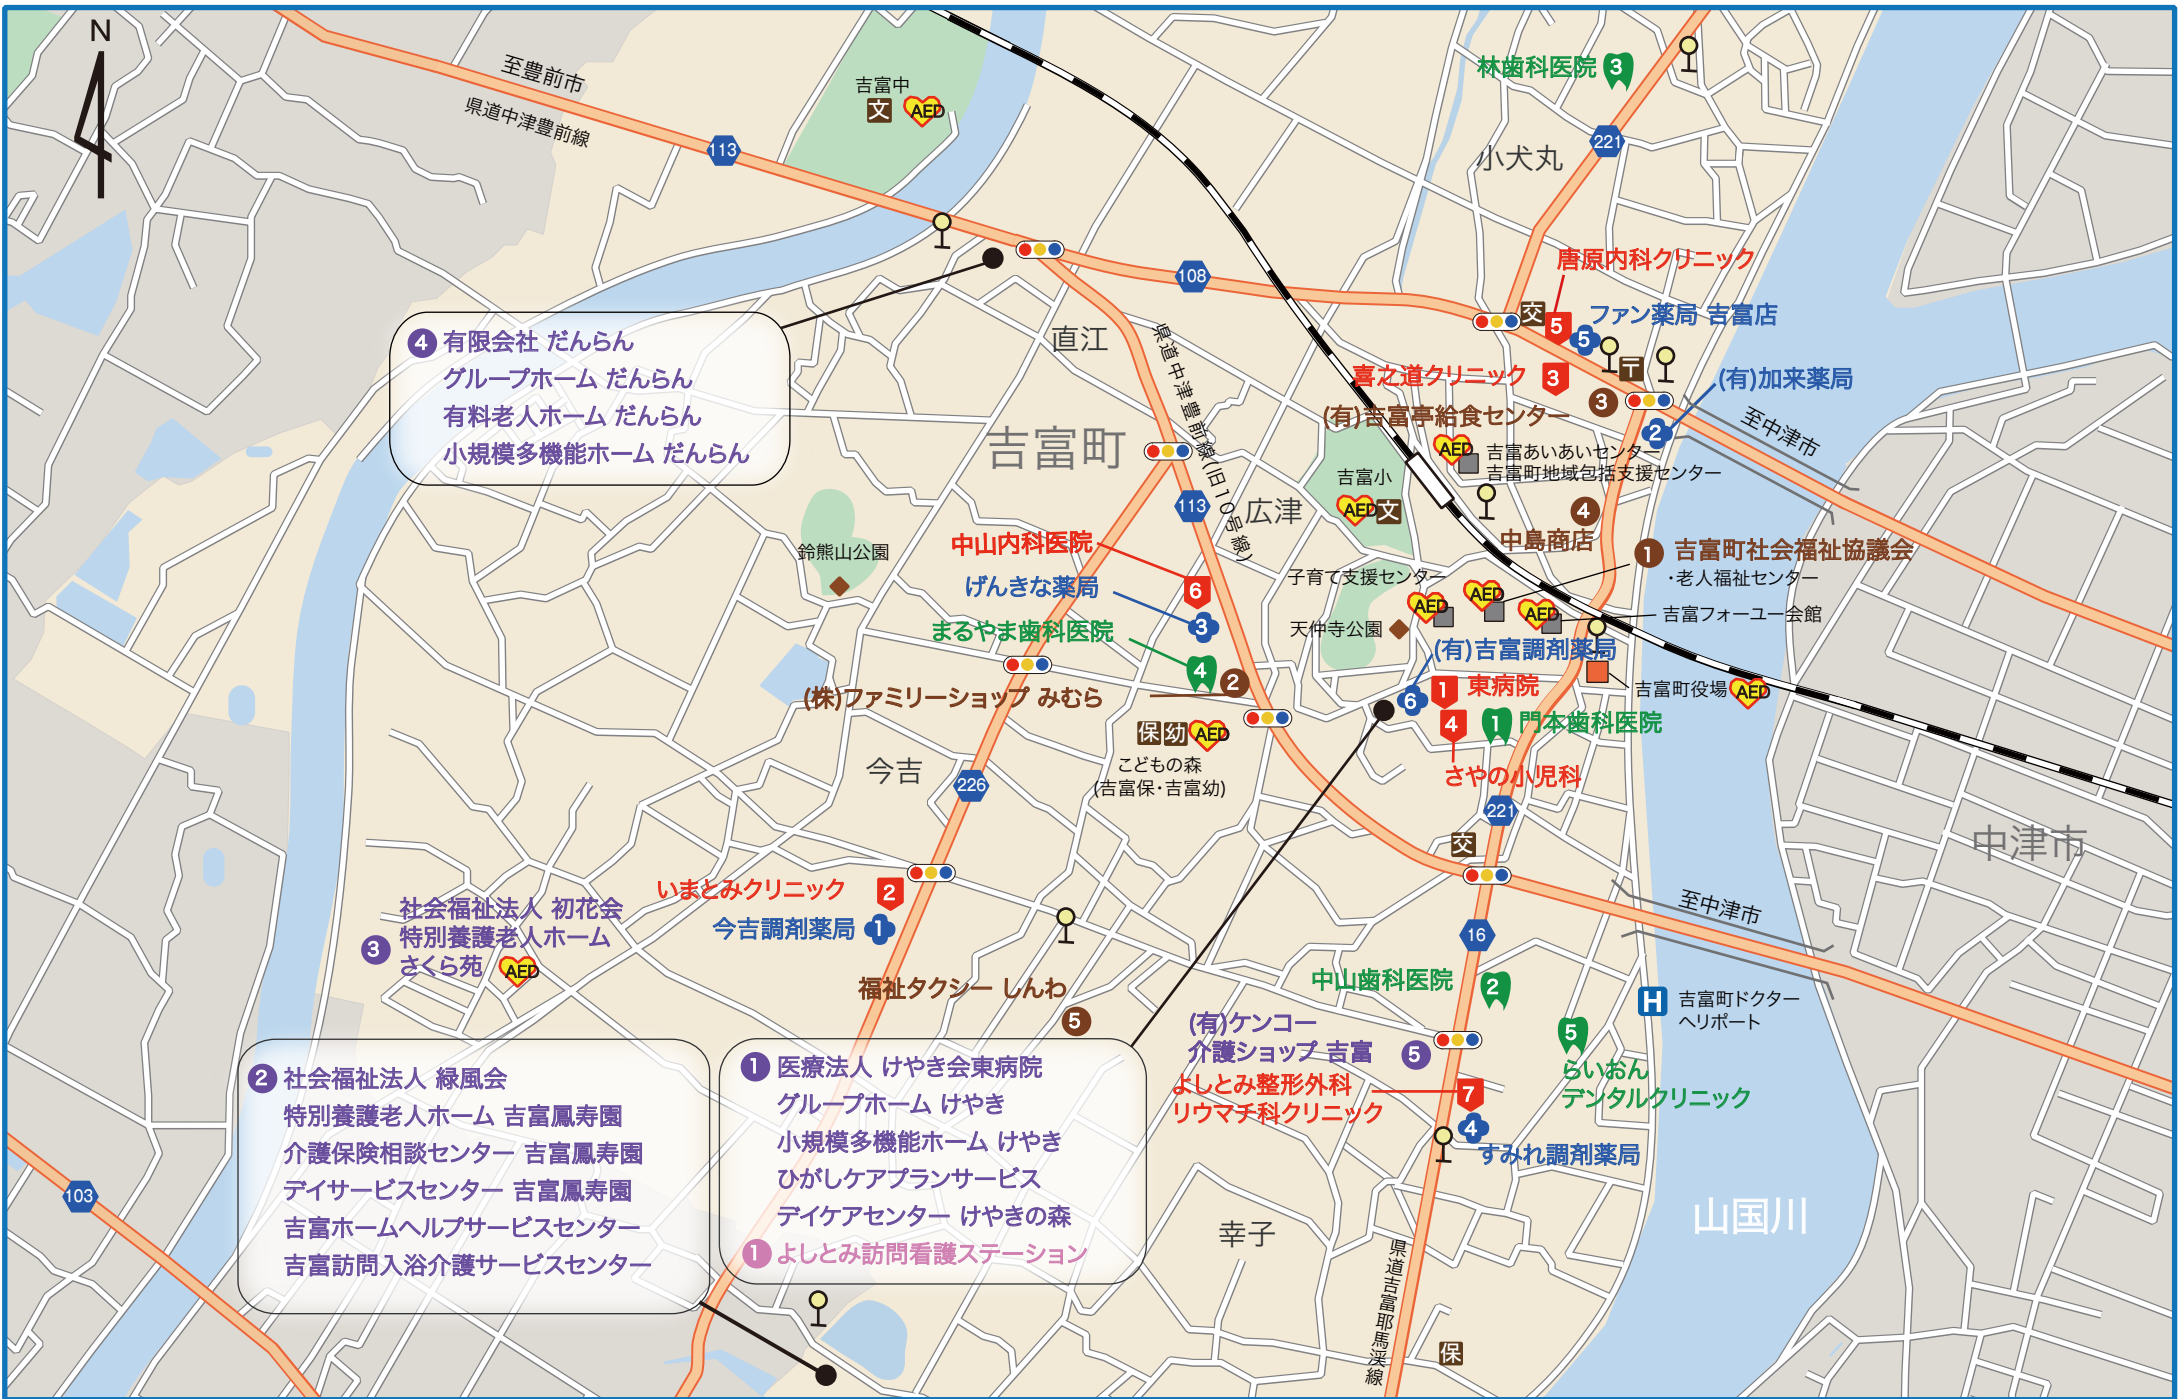 N
至豊前市
県道中津豊前線
113
吉富中
文
AED
林歯科医院
3
221
小犬丸
108
唐原内科クリニック
交
5
ファン薬局 吉富店
5
〒
喜之道クリニック
3
(有)加来薬局
2
(有)吉富亭給食センター
3
至中津市
AED
吉富あいあいセンター
吉富町地域包括支援センター
4
有限会社 だんらん
グループホーム だんらん
有料老人ホーム だんらん
小規模多機能ホーム だんらん
直江
県道中津豊前線(旧10号線)
吉富町
113
広津
吉富小
AED
文
4
中島商店
1
吉富町社会福祉協議会
・老人福祉センター
吉富フォーユー会館
鈴熊山公園
中山内科医院
6
げんきな薬局
3
まるやま歯科医院
4
(株)ファミリーショップ みむら
2
子育て支援センター
AED
AED
AED
天仲寺公園
(有)吉富調剤薬局
6
1
東病院
吉富町役場
AED
4
1
門本歯科医院
さやの小児科
保
幼
AED
こどもの森
(吉富保・吉富幼)
今吉
226
221
中津市
交
いまとみクリニック
2
今吉調剤薬局
1
至中津市
16
3
社会福祉法人 初花会
特別養護老人ホーム
さくら苑
AED
福祉タクシー しんわ
5
中山歯科医院
2
H
吉富町ドクター
ヘリポート
(有)ケンコー
介護ショップ 吉富
5
5
らいおん
デンタルクリニック
よしとみ整形外科
リウマチ科クリニック
7
4
すみれ調剤薬局
2
社会福祉法人 緑風会
特別養護老人ホーム 吉富鳳寿園
介護保険相談センター 吉富鳳寿園
デイサービスセンター 吉富鳳寿園
吉富ホームヘルプサービスセンター
吉富訪問入浴介護サービスセンター
1
医療法人 けやき会東病院
グループホーム けやき
小規模多機能ホーム けやき
ひがしケアプランサービス
デイケアセンター けやきの森
1
よしとみ訪問看護ステーション
103
幸子
山国川
県道吉富耶馬渓線
保